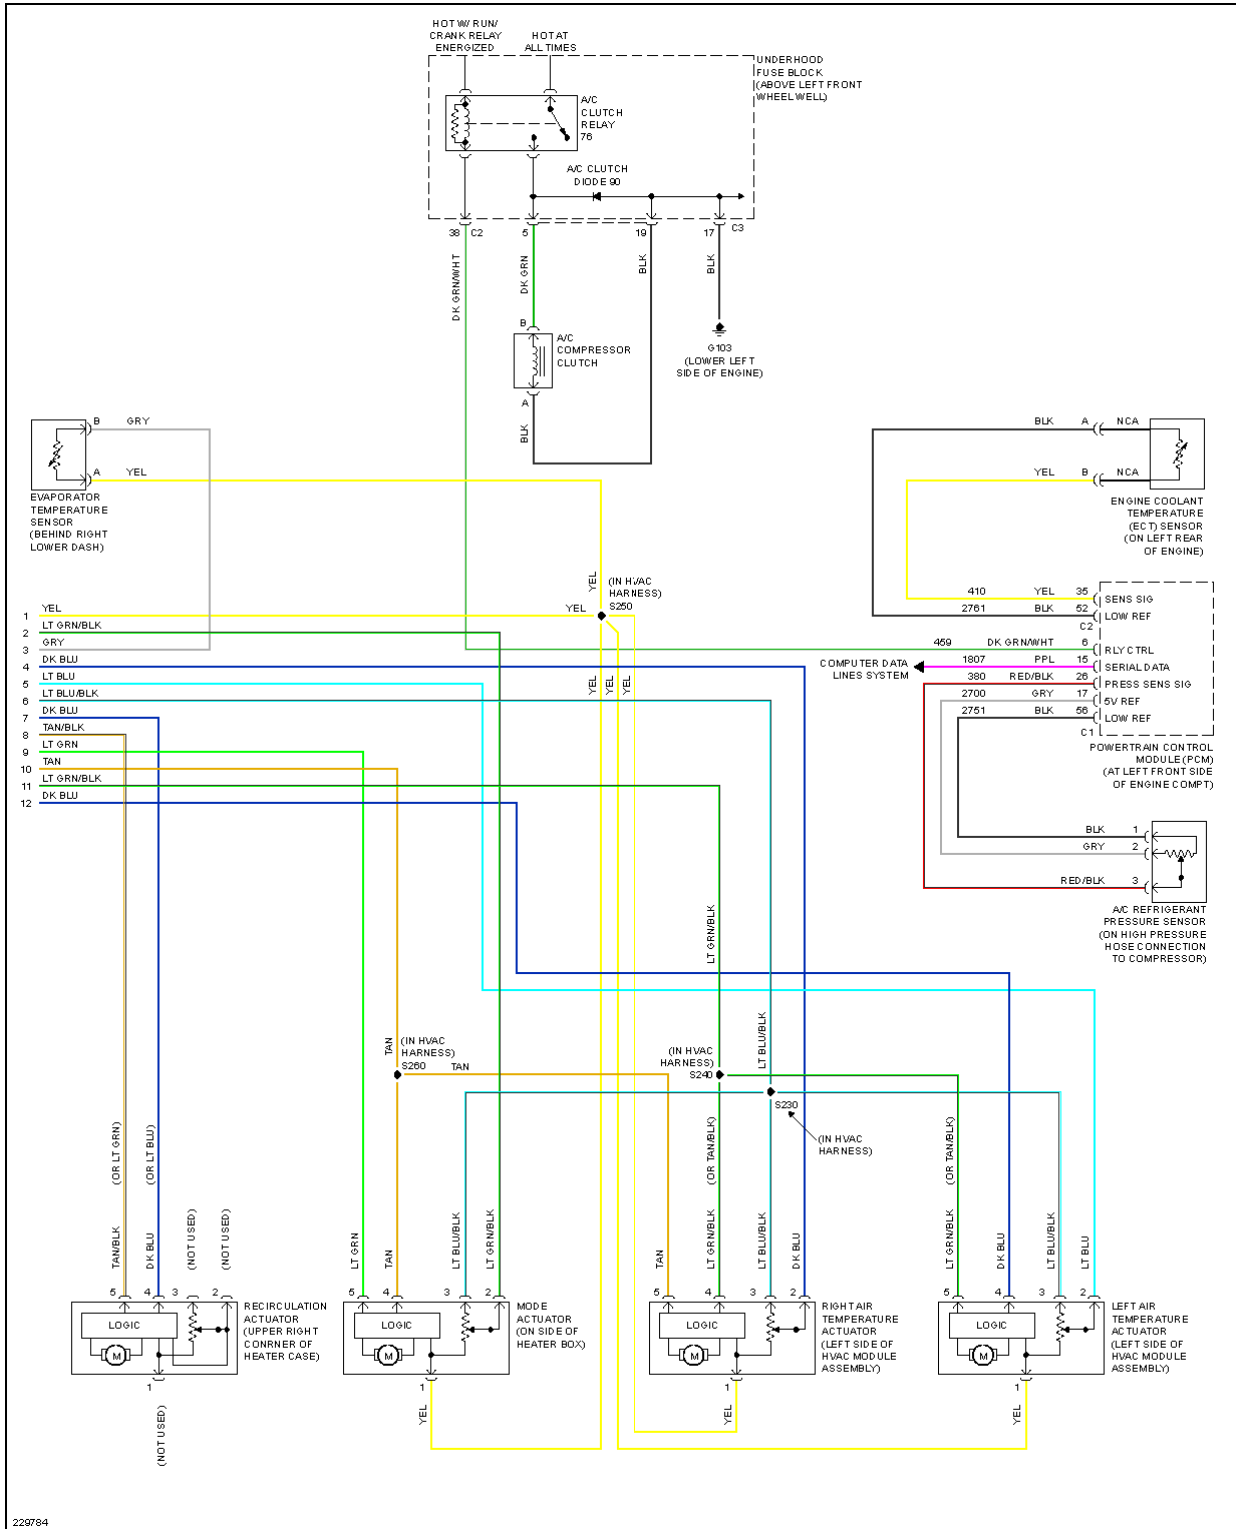 HOT W/ RUN/
CRANK RELAY
ENERGIZED
HOT AT
ALL TIMES
UNDERHOOD
FUSE BLOCK
(ABOVE LEFT FRONT
WHEEL WELL)
A/C
CLUTCH
RELAY
76
A/C CLUTCH
DIODE 90
38 C2
5
19
17
C3
DK GRN/WHT
DK GRN
BLK
BLK
B
A/C
COMPRESSOR
CLUTCH
A
BLK
G103
(LOWER LEFT
SIDE OF ENGINE)
B GRY
A YEL
EVAPORATOR
TEMPERATURE
SENSOR
(BEHIND RIGHT
LOWER DASH)
BLK A NCA
YEL B NCA
ENGINE COOLANT
TEMPERATURE
(ECT) SENSOR
(ON LEFT REAR
OF ENGINE)
YEL
(IN HVAC
HARNESS)
S250
YEL
YEL
YEL
YEL
1 YEL
2 LT GRN/BLK
3 GRY
4 DK BLU
5 LT BLU
6 LT BLU/BLK
7 DK BLU
8 TAN/BLK
9 LT GRN
10 TAN
11 LT GRN/BLK
12 DK BLU
410 YEL 35 SENS SIG
2761 BLK 52 LOW REF
C2
459 DK GRN/WHT 6 RLY CTRL
COMPUTER DATA
LINES SYSTEM
1807 PPL 15 SERIAL DATA
380 RED/BLK 26 PRESS SENS SIG
2700 GRY 17 5V REF
2751 BLK 56 LOW REF
C1
POWERTRAIN CONTROL
MODULE (PCM)
(AT LEFT FRONT SIDE
OF ENGINE COMPT)
BLK 1
GRY 2
RED/BLK 3
A/C REFRIGERANT
PRESSURE SENSOR
(ON HIGH PRESSURE
HOSE CONNECTION
TO COMPRESSOR)
LT GRN/BLK
LT BLU/BLK
TAN
(IN HVAC
HARNESS)
S260
TAN
(IN HVAC
HARNESS)
S240
S230
(IN HVAC
HARNESS)
(OR LT GRN)
(OR LT BLU)
(OR TAN/BLK)
(OR TAN/BLK)
TAN/BLK
DK BLU
(NOT USED)
(NOT USED)
LT GRN
TAN
LT BLU/BLK
LT GRN/BLK
TAN
LT GRN/BLK
LT BLU/BLK
DK BLU
LT GRN/BLK
DK BLU
LT BLU/BLK
LT BLU
5 4 3 2
LOGIC
M
1
(NOT USED)
RECIRCULATION
ACTUATOR
(UPPER RIGHT
CONRNER OF
HEATER CASE)
5 4 3 2
LOGIC
M
1
YEL
MODE
ACTUATOR
(ON SIDE OF
HEATER BOX)
5 4 3 2
LOGIC
M
1
YEL
RIGHT AIR
TEMPERATURE
ACTUATOR
(LEFT SIDE OF
HVAC MODULE
ASSEMBLY)
5 4 3 2
LOGIC
M
1
YEL
LEFT AIR
TEMPERATURE
ACTUATOR
(LEFT SIDE OF
HVAC MODULE
ASSEMBLY)
229784